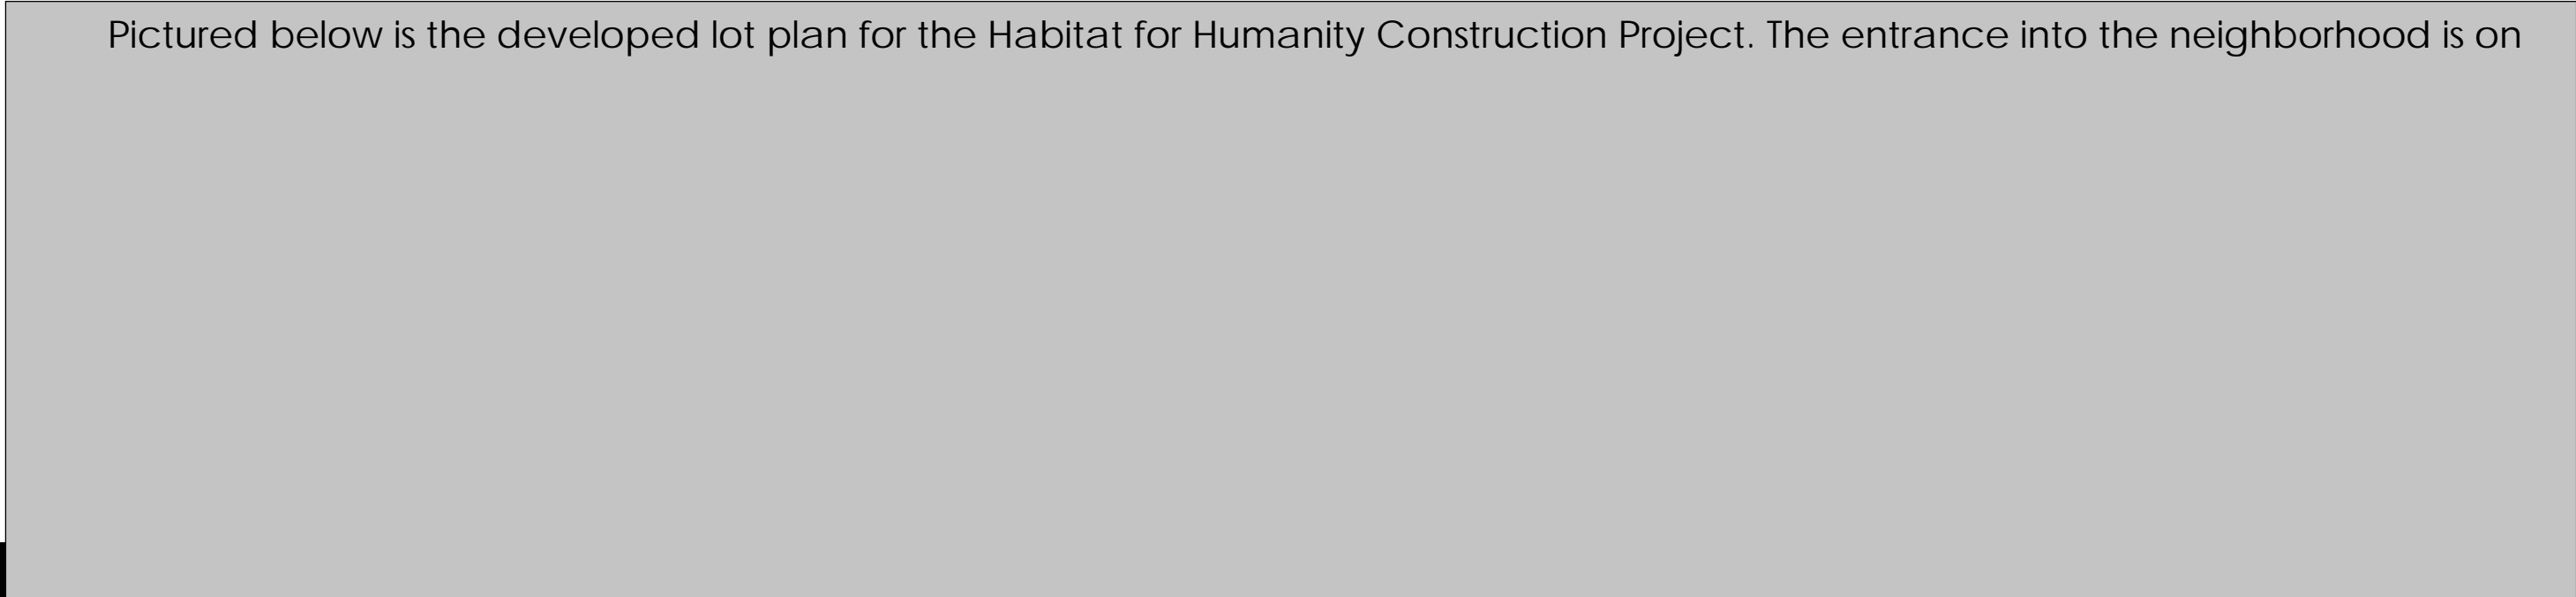 Pictured below is the developed lot plan for the Habitat for Humanity Construction Project. The entrance into the neighborhood is on